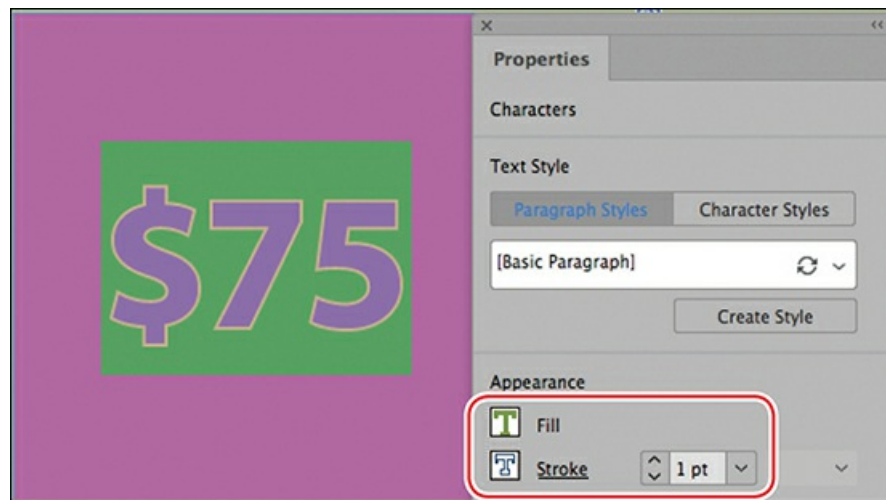 Properties
Characters
Text Style
Paragraph Styles Character Styles
[Basic Paragraph]
Create Style
$75
Appearance
T Fill
T Stroke 1 pt